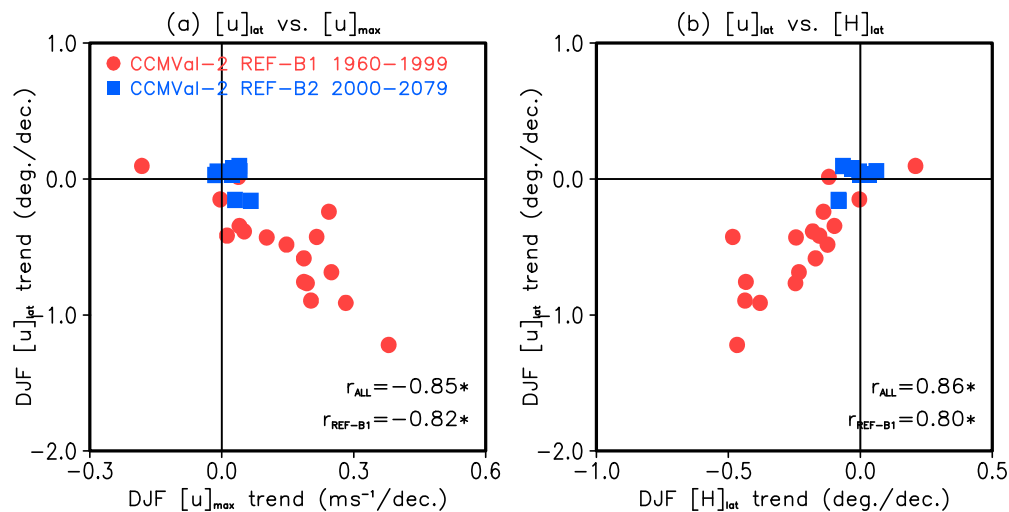 (a) [u]lat vs. [u]max
1.0
0.0
−1.0
−2.0
DJF [u]lat trend (deg./dec.)
CCMVal−2 REF−B1 1960−1999
CCMVal−2 REF−B2 2000−2079
rALL=−0.85*
rREF−B1=−0.82*
−0.3 0.0 0.3 0.6
DJF [u]max trend (ms⁻¹/dec.)
(b) [u]lat vs. [H]lat
1.0
0.0
−1.0
−2.0
DJF [u]lat trend (deg./dec.)
rALL=0.86*
rREF−B1=0.80*
−1.0 −0.5 0.0 0.5
DJF [H]lat trend (deg./dec.)